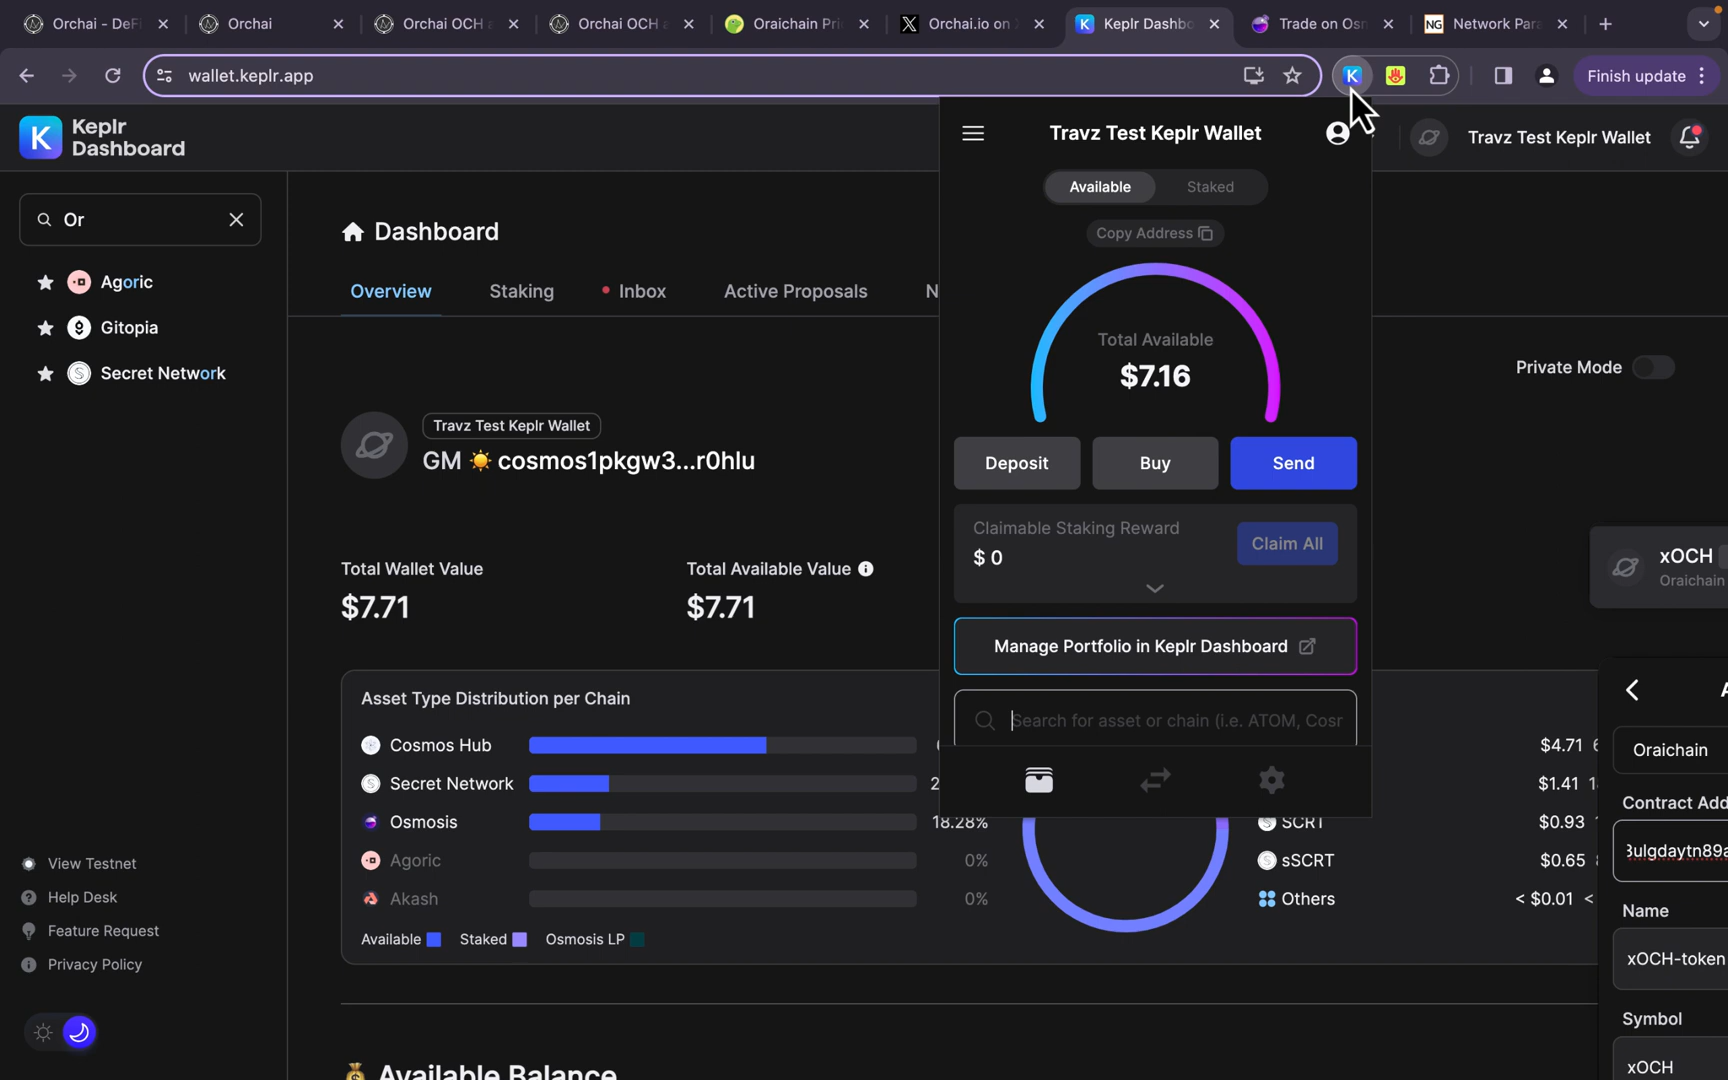 Orchai - DeFi
Orchai
Orchai OCH a
Orchai OCH a
Oraichain Pri
Orchai.io on X
Keplr Dashbo
Trade on Osm
Network Para
wallet.keplr.app
Finish update
Keplr
Dashboard
Travz Test Keplr Wallet
Or
Agoric
Gitopia
Secret Network
View Testnet
Help Desk
Feature Request
Privacy Policy
Dashboard
Overview
Staking
Inbox
Active Proposals
N
Private Mode
Travz Test Keplr Wallet
GM ☀️ cosmos1pkgw3...r0hlu
Total Wallet Value
$7.71
Total Available Value
$7.71
Asset Type Distribution per Chain
Cosmos Hub
Secret Network
2
Osmosis
18.28%
Agoric
0%
Akash
0%
Available
Staked
Osmosis LP
$4.71 6
$1.41 1
SCRT
$0.93
sSCRT
$0.65
Others
< $0.01 <
💰 Available Balance
Travz Test Keplr Wallet
Available
Staked
Copy Address
Total Available
$7.16
Deposit
Buy
Send
Claimable Staking Reward
$ 0
Claim All
Manage Portfolio in Keplr Dashboard
Search for asset or chain (i.e. ATOM, Cosr
xOCH
Oraichain
A
Oraichain
Contract Add
3ulgdaytn89a
Name
xOCH-token
Symbol
xOCH